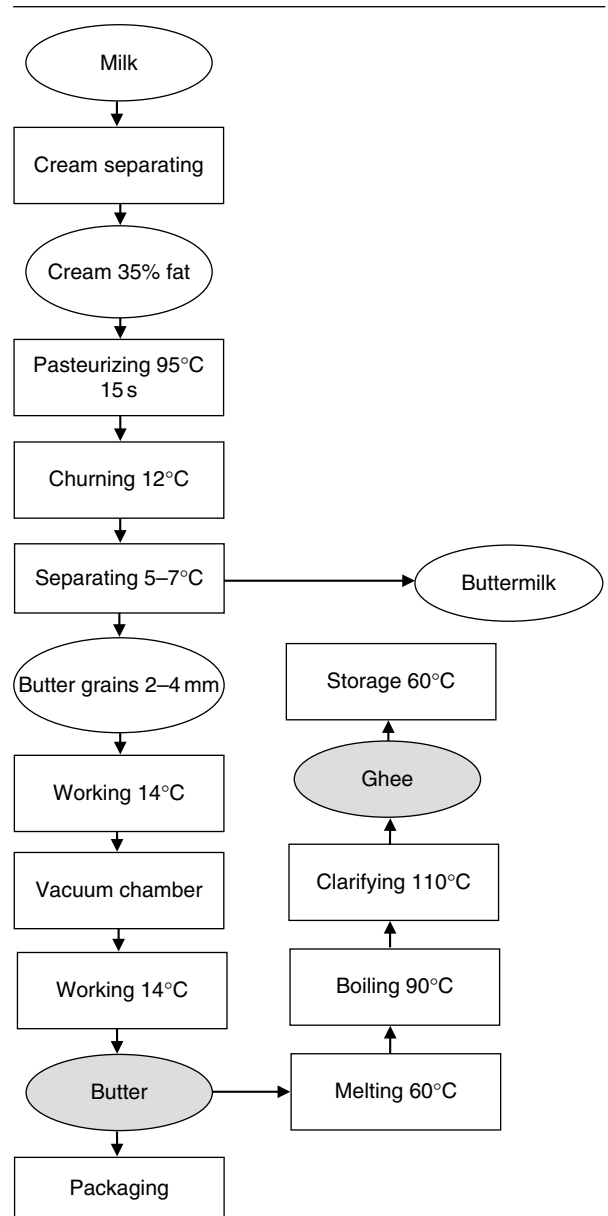 Milk
Cream separating
Cream 35% fat
Pasteurizing 95°C
15 s
Churning 12°C
Separating 5–7°C
Buttermilk
Butter grains 2–4 mm
Working 14°C
Vacuum chamber
Working 14°C
Butter
Packaging
Melting 60°C
Boiling 90°C
Clarifying 110°C
Ghee
Storage 60°C